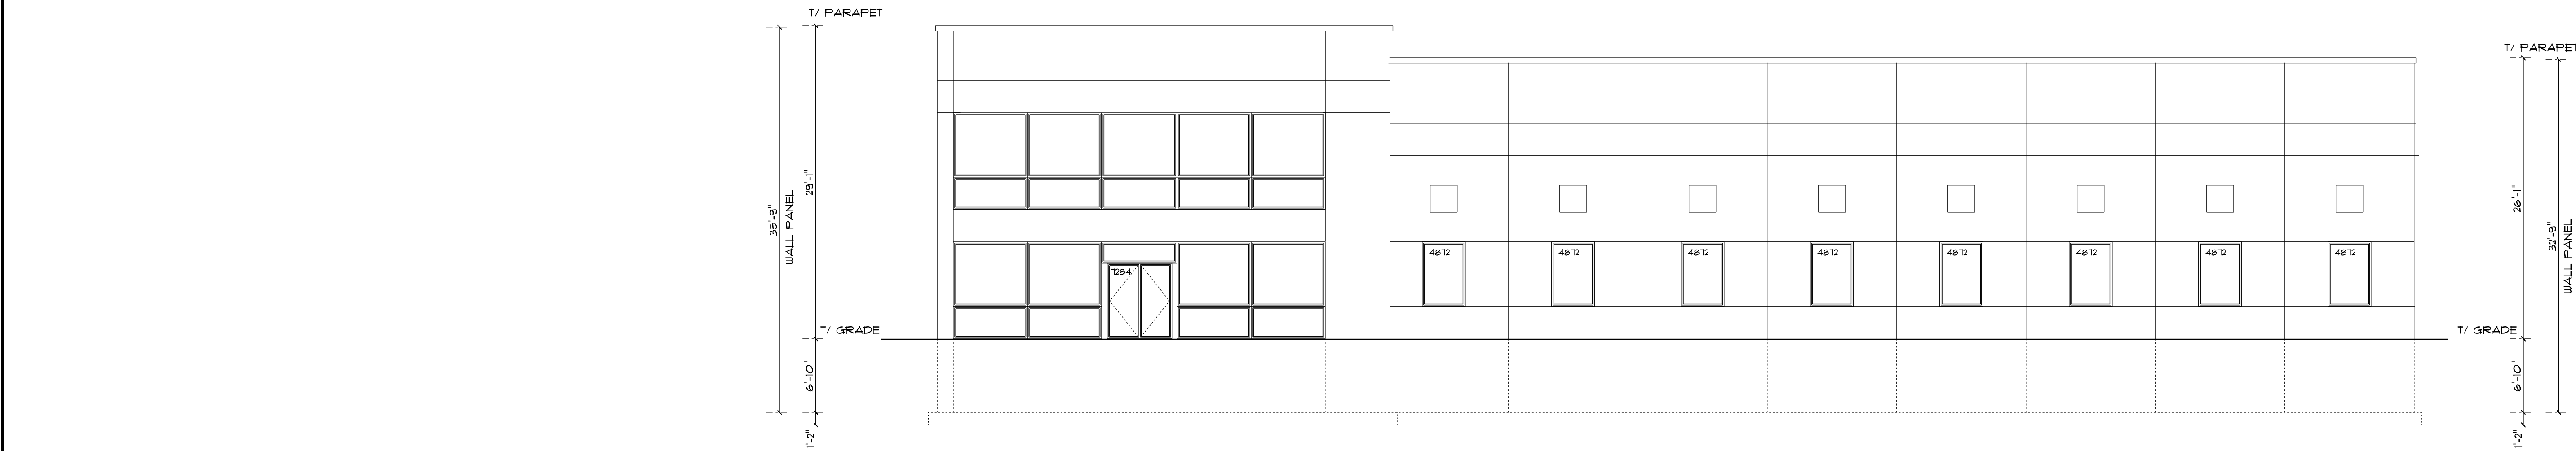 T/ PARAPET
T/ PARAPET
35'-9"
WALL PANEL
29'-1"
26'-1"
32'-9"
WALL PANEL
4872
4872
4872
4872
4872
4872
4872
4872
7284
T/ GRADE
T/ GRADE
6'-10"
6'-10"
1'-2"
1'-2"